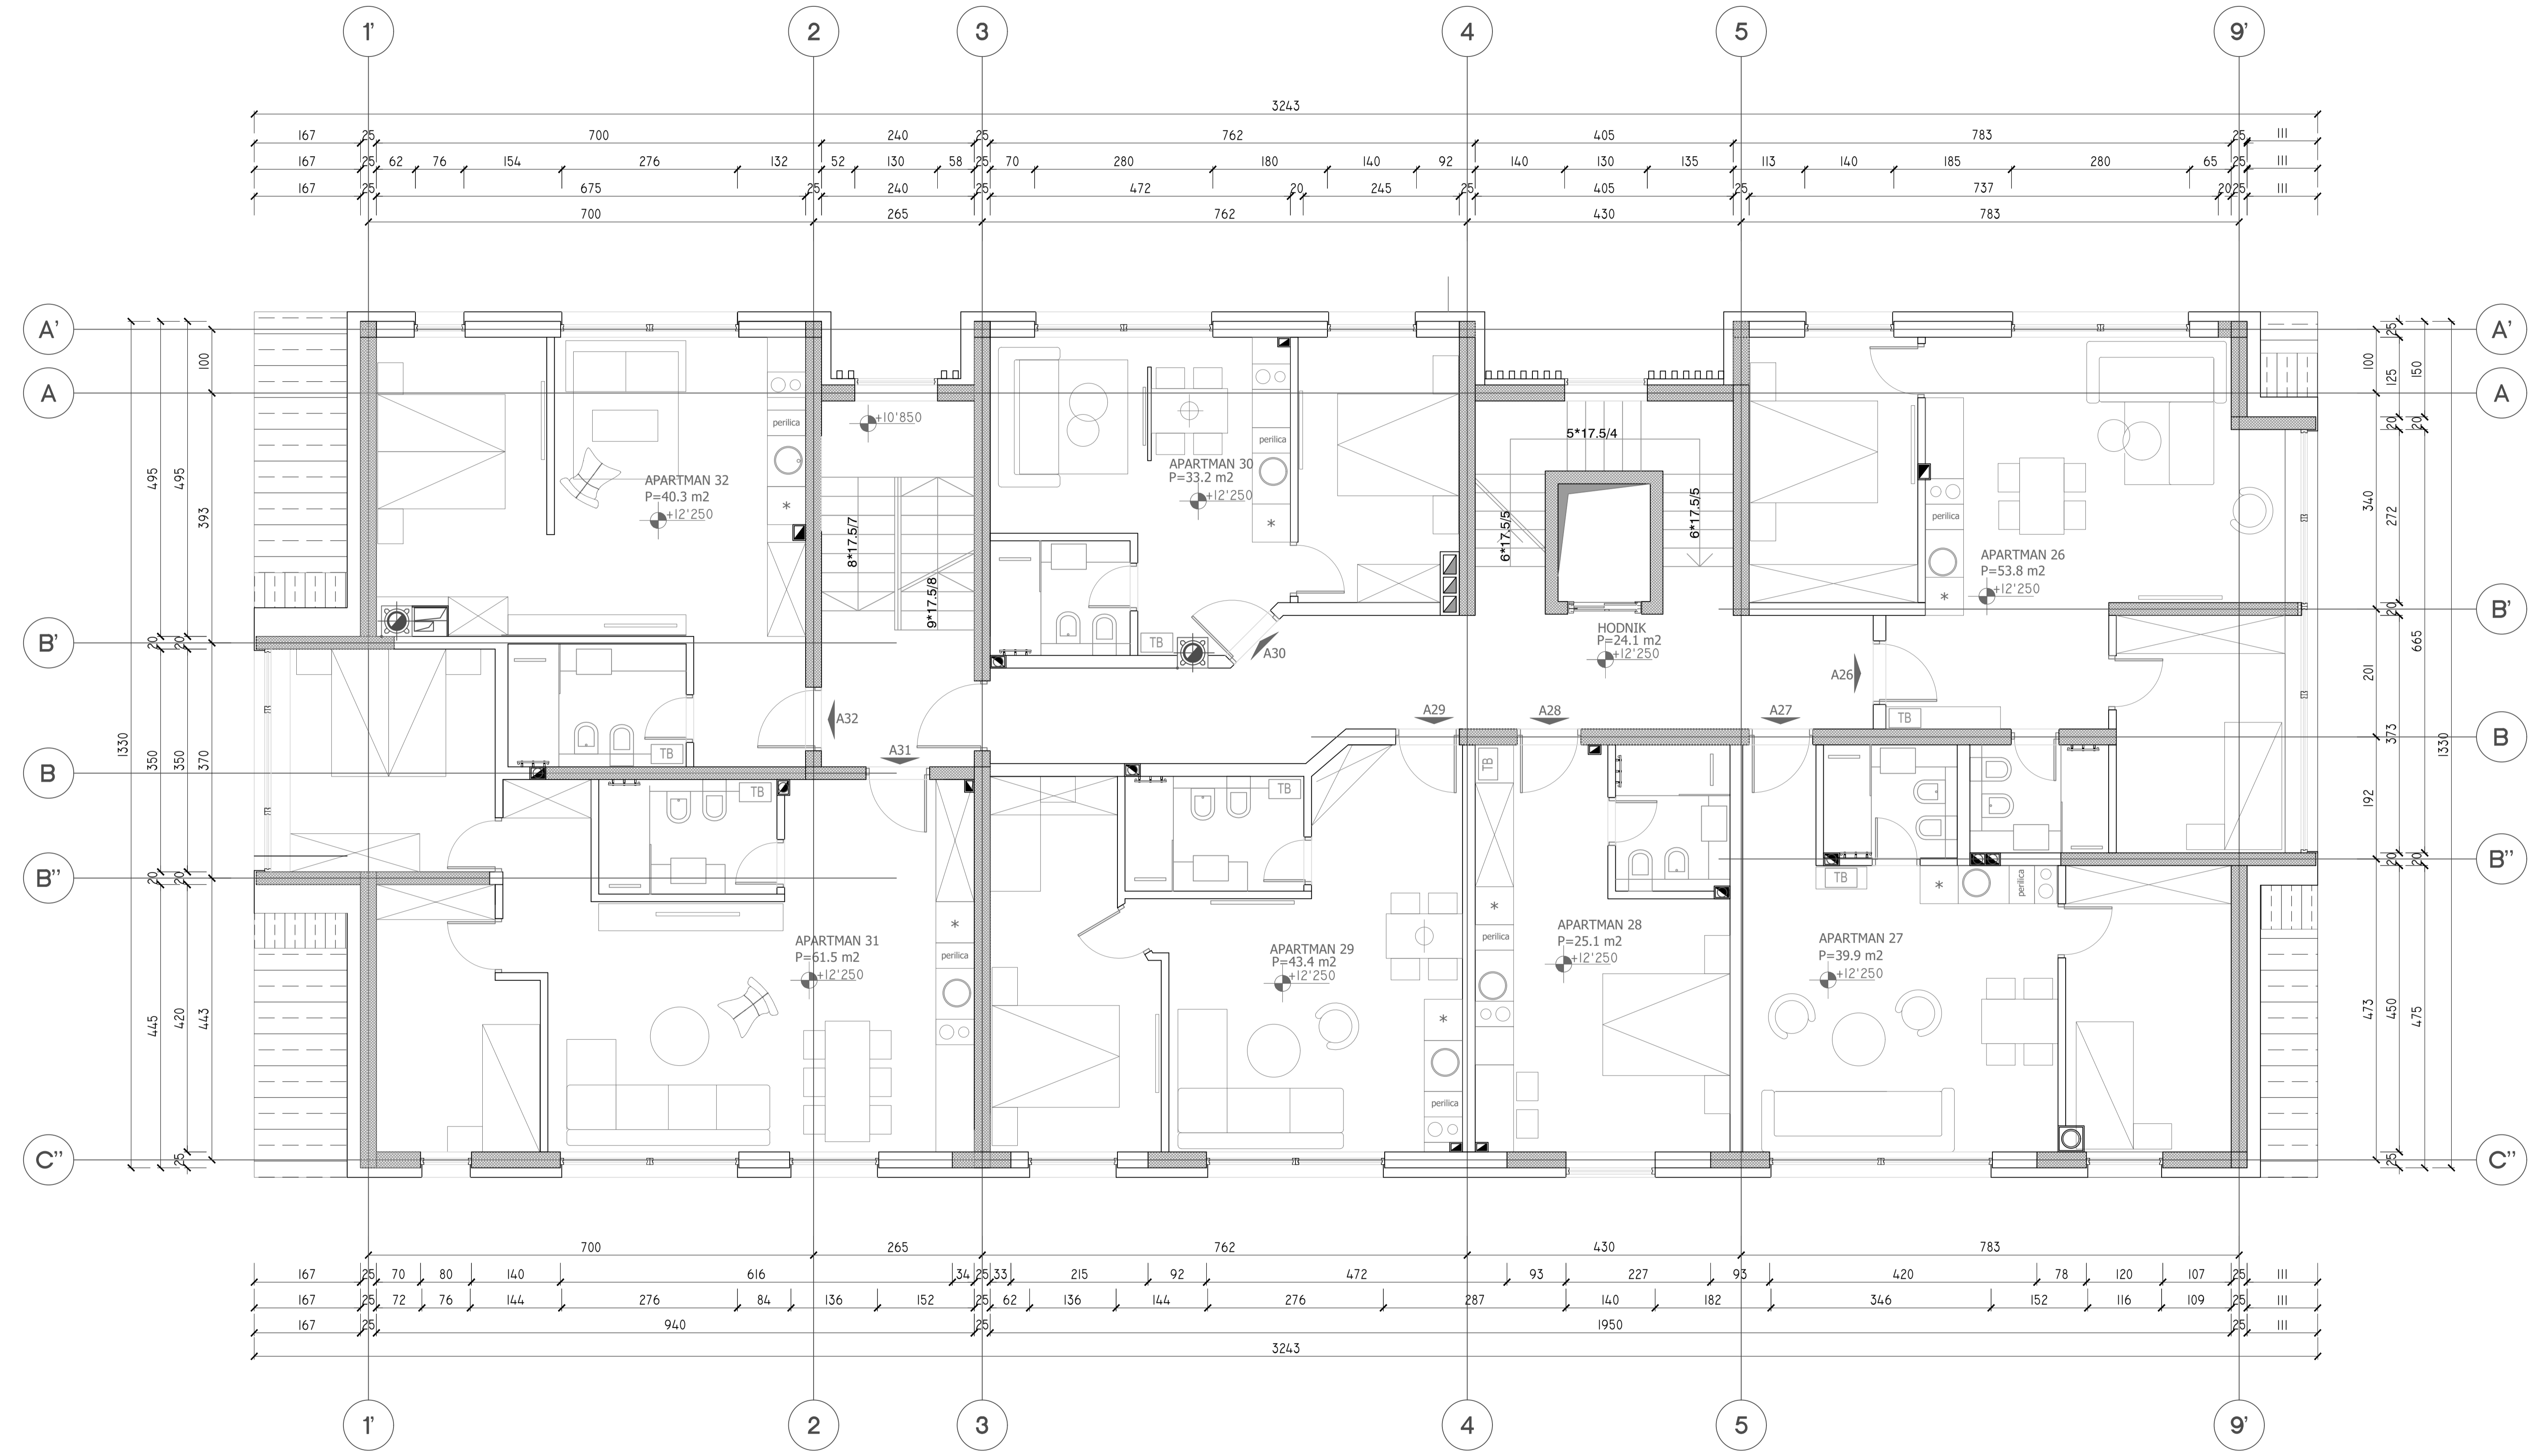 1' 2 3 4 5 9'
3243
167 25 700 240 25 762 405 783 25 111
167 25 62 76 154 276 132 52 130 58 25 70 280 180 140 92 140 130 135 113 140 185 280 65 25 111
167 25 675 25 240 25 472 20 245 25 405 25 737 20 25 111
700 265 762 430 783
A' A'
A A
B' B'
B B
B'' B''
C'' C''
1330
495 20 350 20 445
495 20 350 20 420 25
100 393 370 443
100 340 201 192 473
25 125 20 272 20 373 20 450 25
150 20 665 20 475
1330
+10'850
5*17.5/4
perilica
APARTMAN 32
P=40.3 m2
+12'250
*
8*17.5/7
9*17.5/8
perilica
APARTMAN 30
P=33.2 m2
+12'250
*
6*17.5/5
6*17.5/5
perilica
APARTMAN 26
P=53.8 m2
+12'250
*
HODNIK
P=24.1 m2
+12'250
TB
A30
A26
TB
A32
A31
TB
A29
A28
A27
TB
TB
TB
TB
*
perilica
APARTMAN 31
P=61.5 m2
+12'250
*
perilica
APARTMAN 29
P=43.4 m2
+12'250
*
perilica
APARTMAN 28
P=25.1 m2
+12'250
*
perilica
APARTMAN 27
P=39.9 m2
+12'250
700 265 762 430 783
167 25 70 80 140 616 34 25 33 215 92 472 93 227 93 420 78 120 107 25 111
167 25 72 76 144 276 84 136 152 25 62 136 144 276 287 140 182 346 152 116 109 25 111
167 25 940 25 1950 25 111
3243
1' 2 3 4 5 9'